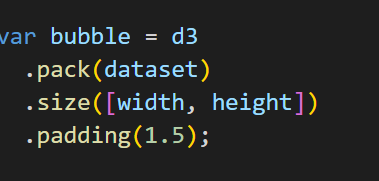 var bubble = d3
.pack(dataset)
.size([width, height])
.padding(1.5);